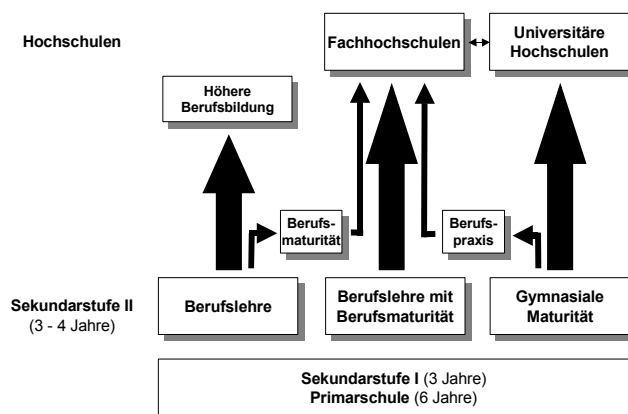 Hochschulen
Fachhochschulen
Universitäre
Hochschulen
Höhere
Berufsbildung
Berufs-
maturität
Berufs-
praxis
Sekundarstufe II
(3 - 4 Jahre)
Berufslehre
Berufslehre mit
Berufsmaturität
Gymnasiale
Maturität
Sekundarstufe I (3 Jahre)
Primarschule (6 Jahre)